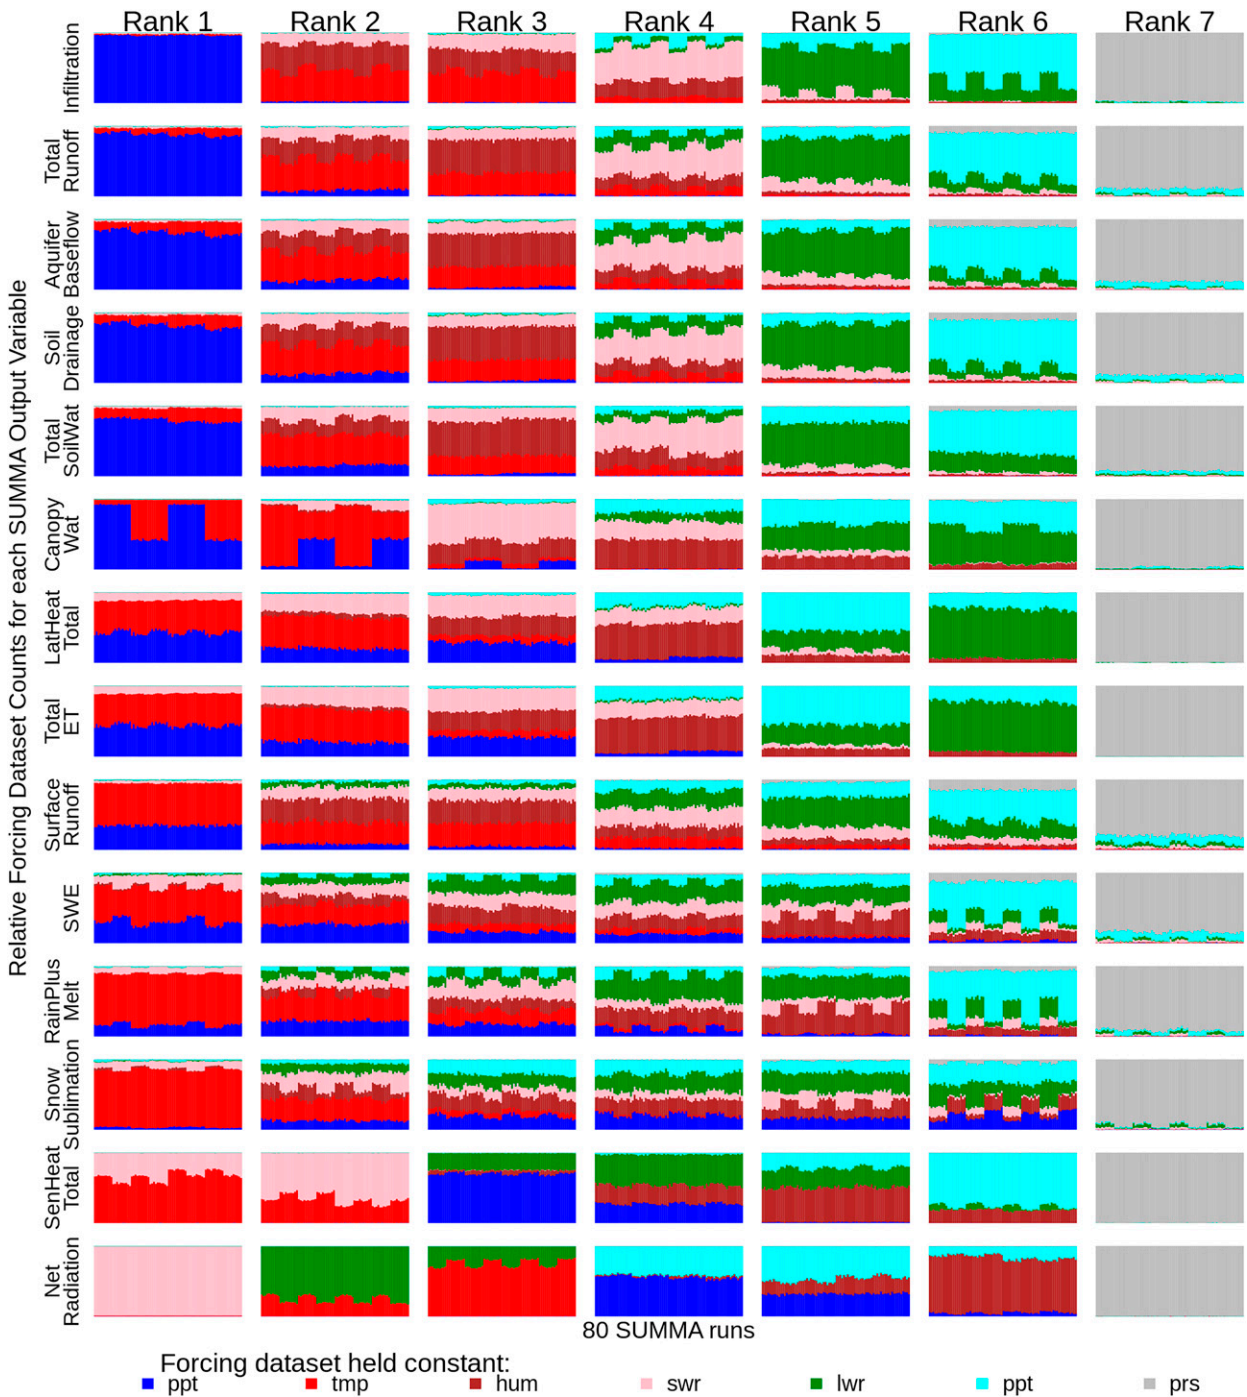 Rank 1 Rank 2 Rank 3 Rank 4 Rank 5 Rank 6 Rank 7
Relative Forcing Dataset Counts for each SUMMA Output Variable
Infiltration
Total
Runoff
Aquifer
Baseflow
Soil
Drainage
Total
SoilWat
Canopy
Wat
LatHeat
Total
Total
ET
Surface
Runoff
SWE
RainPlus
Melt
Snow
Sublimation
SenHeat
Total
Net
Radiation
80 SUMMA runs
Forcing dataset held constant:
ppt tmp hum swr lwr ppt prs